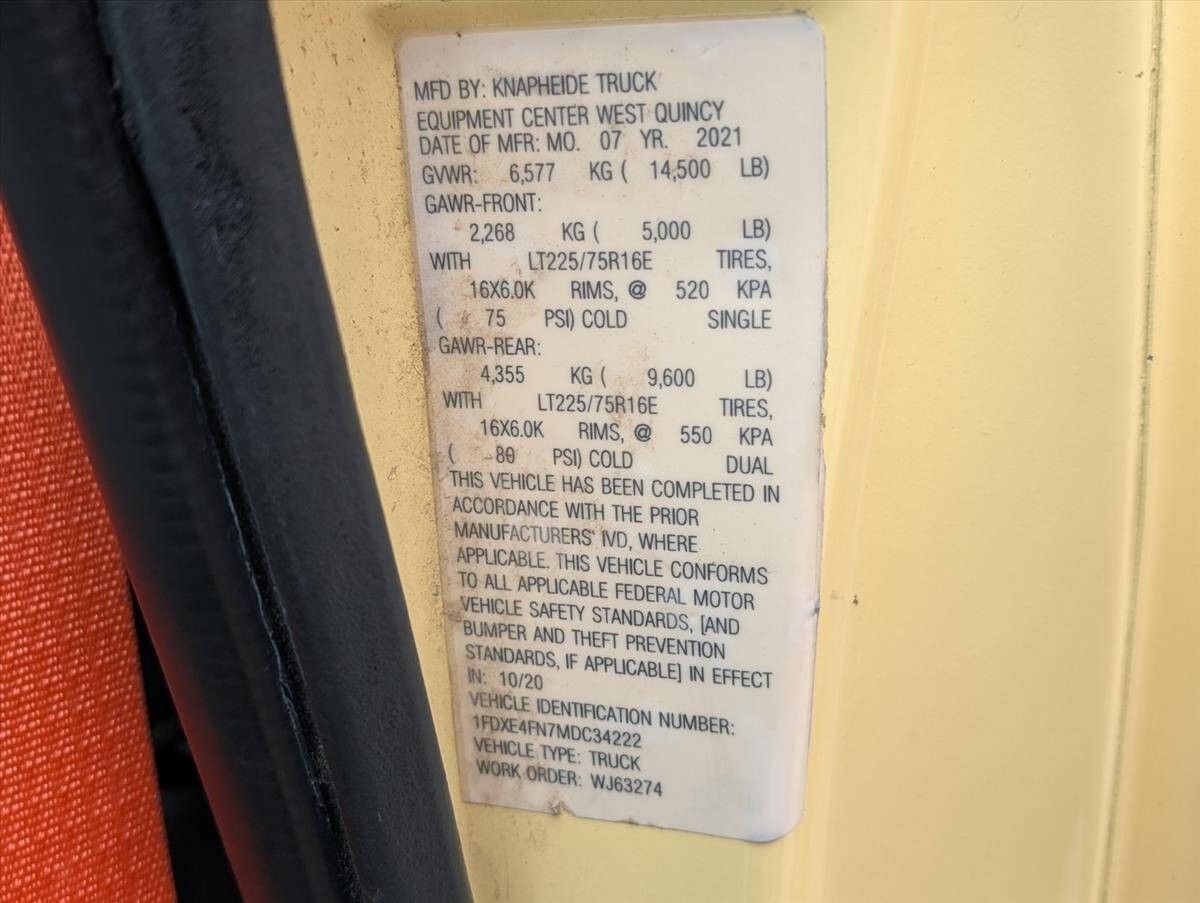 MFD BY: KNAPHEIDE TRUCK
EQUIPMENT CENTER WEST QUINCY
DATE OF MFR: MO. 07 YR. 2021
GVWR: 6,577 KG ( 14,500 LB)
GAWR-FRONT:
2,268 KG ( 5,000 LB)
WITH LT225/75R16E TIRES,
16X6.0K RIMS, @ 520 KPA
( 75 PSI) COLD SINGLE
GAWR-REAR:
4,355 KG ( 9,600 LB)
WITH LT225/75R16E TIRES,
16X6.0K RIMS, @ 550 KPA
( 80 PSI) COLD DUAL
THIS VEHICLE HAS BEEN COMPLETED IN
ACCORDANCE WITH THE PRIOR
MANUFACTURERS' IVD, WHERE
APPLICABLE. THIS VEHICLE CONFORMS
TO ALL APPLICABLE FEDERAL MOTOR
VEHICLE SAFETY STANDARDS, [AND
BUMPER AND THEFT PREVENTION
STANDARDS, IF APPLICABLE] IN EFFECT
IN: 10/20
VEHICLE IDENTIFICATION NUMBER:
1FDXE4FN7MDC34222
VEHICLE TYPE: TRUCK
WORK ORDER: WJ63274